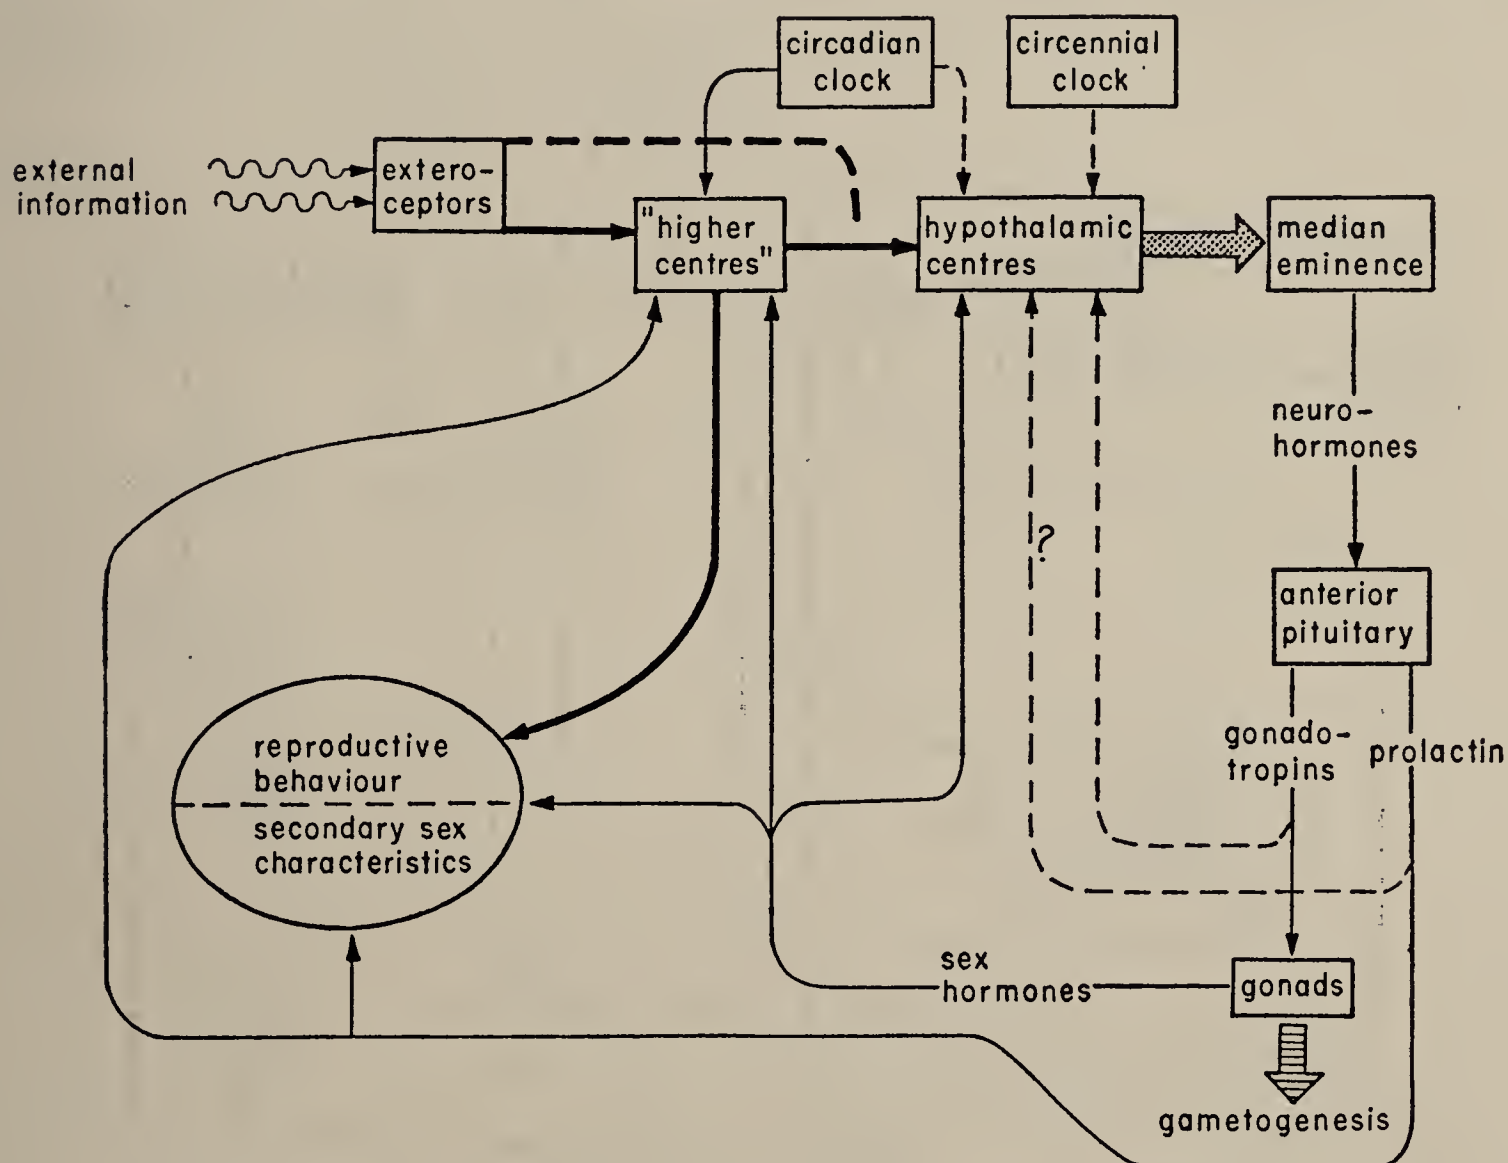 circadian
clock
circennial
clock
external
information
extero-
ceptors
"higher
centres"
hypothalamic
centres
median
eminence
neuro-
hormones
?
anterior
pituitary
gonado-
tropins
prolactin
reproductive
behaviour
secondary sex
characteristics
sex
hormones
gonads
gametogenesis